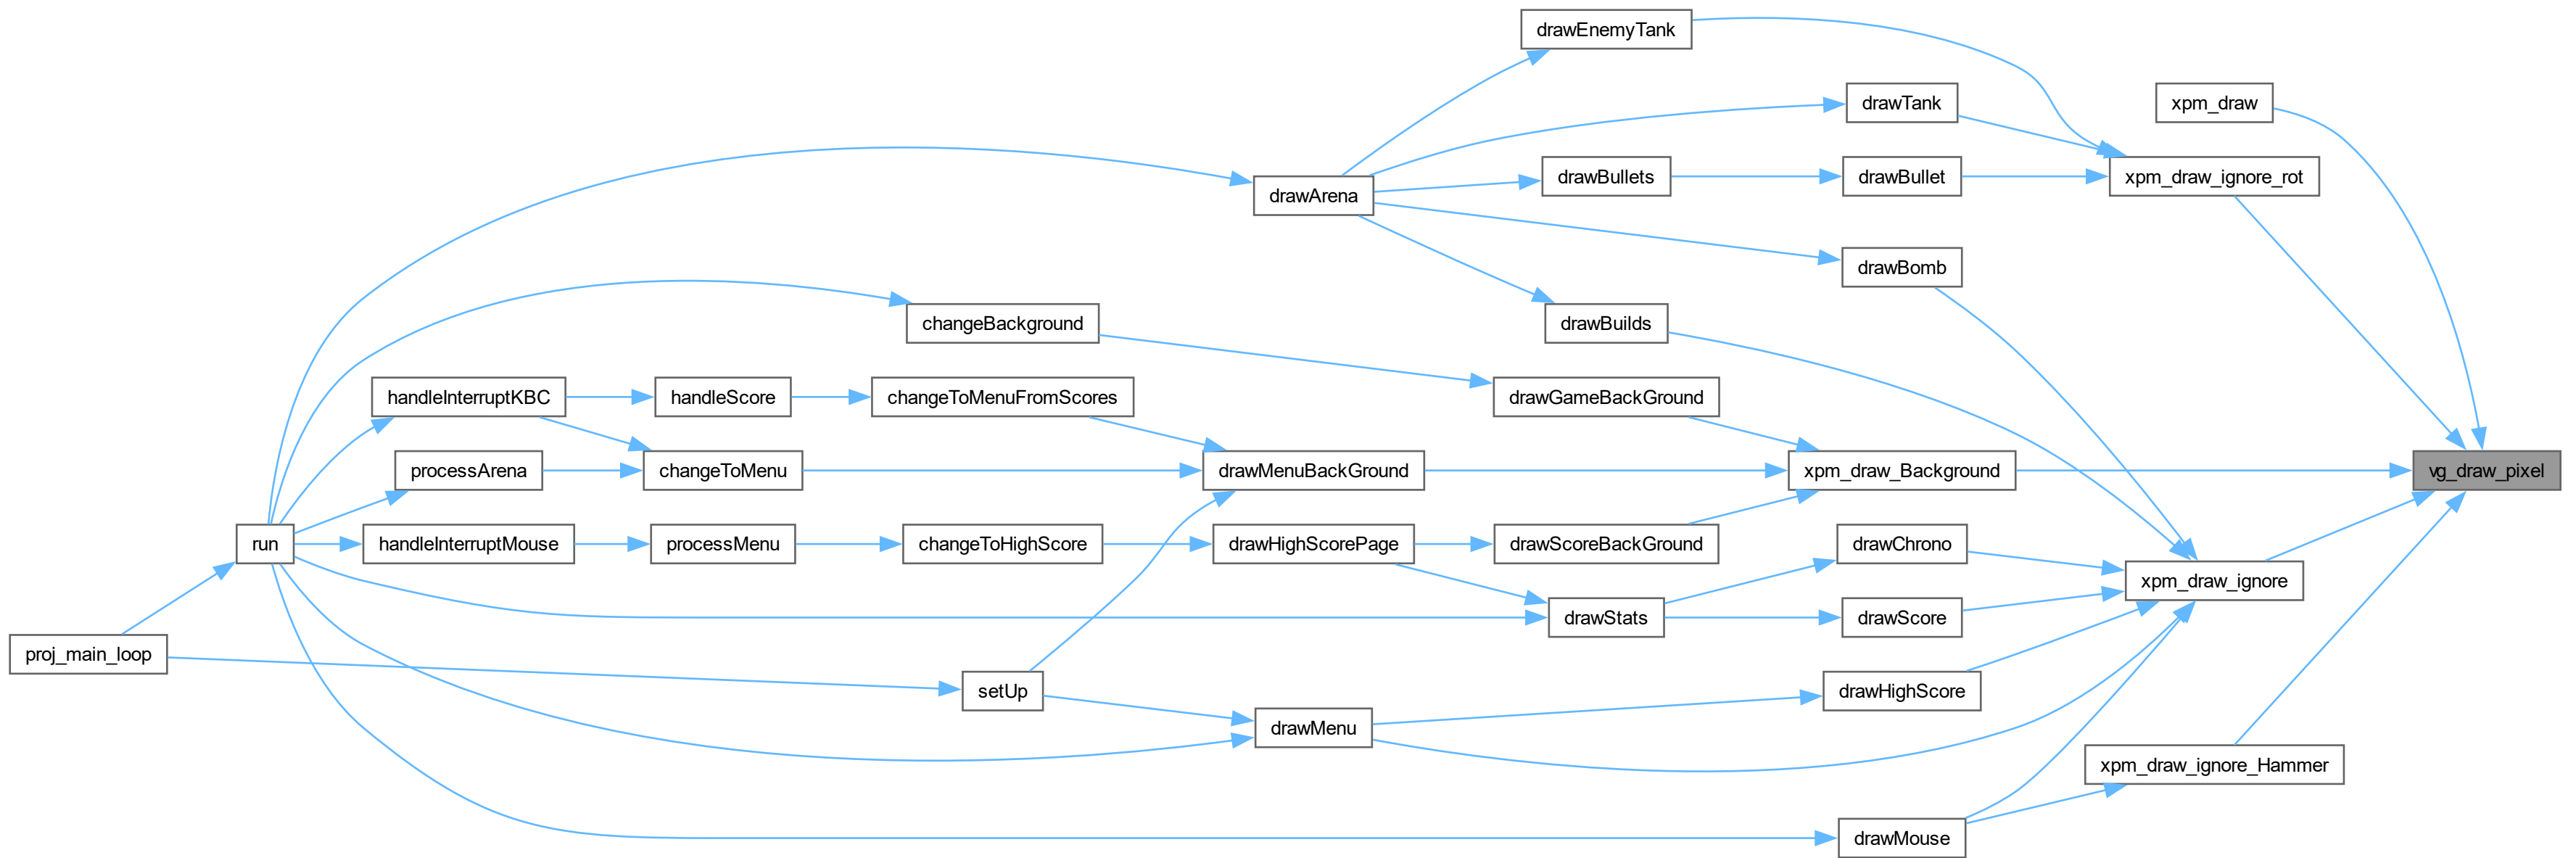 drawEnemyTank
drawTank
xpm_draw
drawBullets
drawBullet
xpm_draw_ignore_rot
drawArena
drawBomb
changeBackground
drawBuilds
handleInterruptKBC
handleScore
changeToMenuFromScores
drawGameBackGround
processArena
changeToMenu
drawMenuBackGround
xpm_draw_Background
vg_draw_pixel
run
handleInterruptMouse
processMenu
changeToHighScore
drawHighScorePage
drawScoreBackGround
drawChrono
xpm_draw_ignore
drawStats
drawScore
proj_main_loop
setUp
drawHighScore
drawMenu
xpm_draw_ignore_Hammer
drawMouse